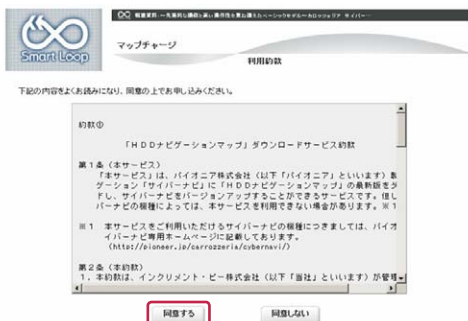 Smart Loop
マップチャージ
利用約款
下記の内容をよくお読みになり、同意の上でお申し込みください。
約款①
「HDDナビゲーションマップ」ダウンロードサービス約款
第1条（本サービス）
「本サービス」は、パイオニア株式会社（以下「パイオニア」といいます）製
ゲーション「サイバーナビ」に「HDDナビゲーションマップ」の最新版をダ
ドし、サイバーナビをバージョンアップすることができるサービスです。但し
バーナビの機種によっては、本サービスを利用できない場合があります。※1
※1 本サービスをご利用いただけるサイバーナビの機種につきましては、パイオ
イバーナビ専用ホームページに記載しております。
(http://pioneer.jp/carrozzeria/cybernavi/)
第2条（本約款）
1．本約款は、インクリメント・ピー株式会社（以下「当社」といいます）が管理
同意する
同意しない